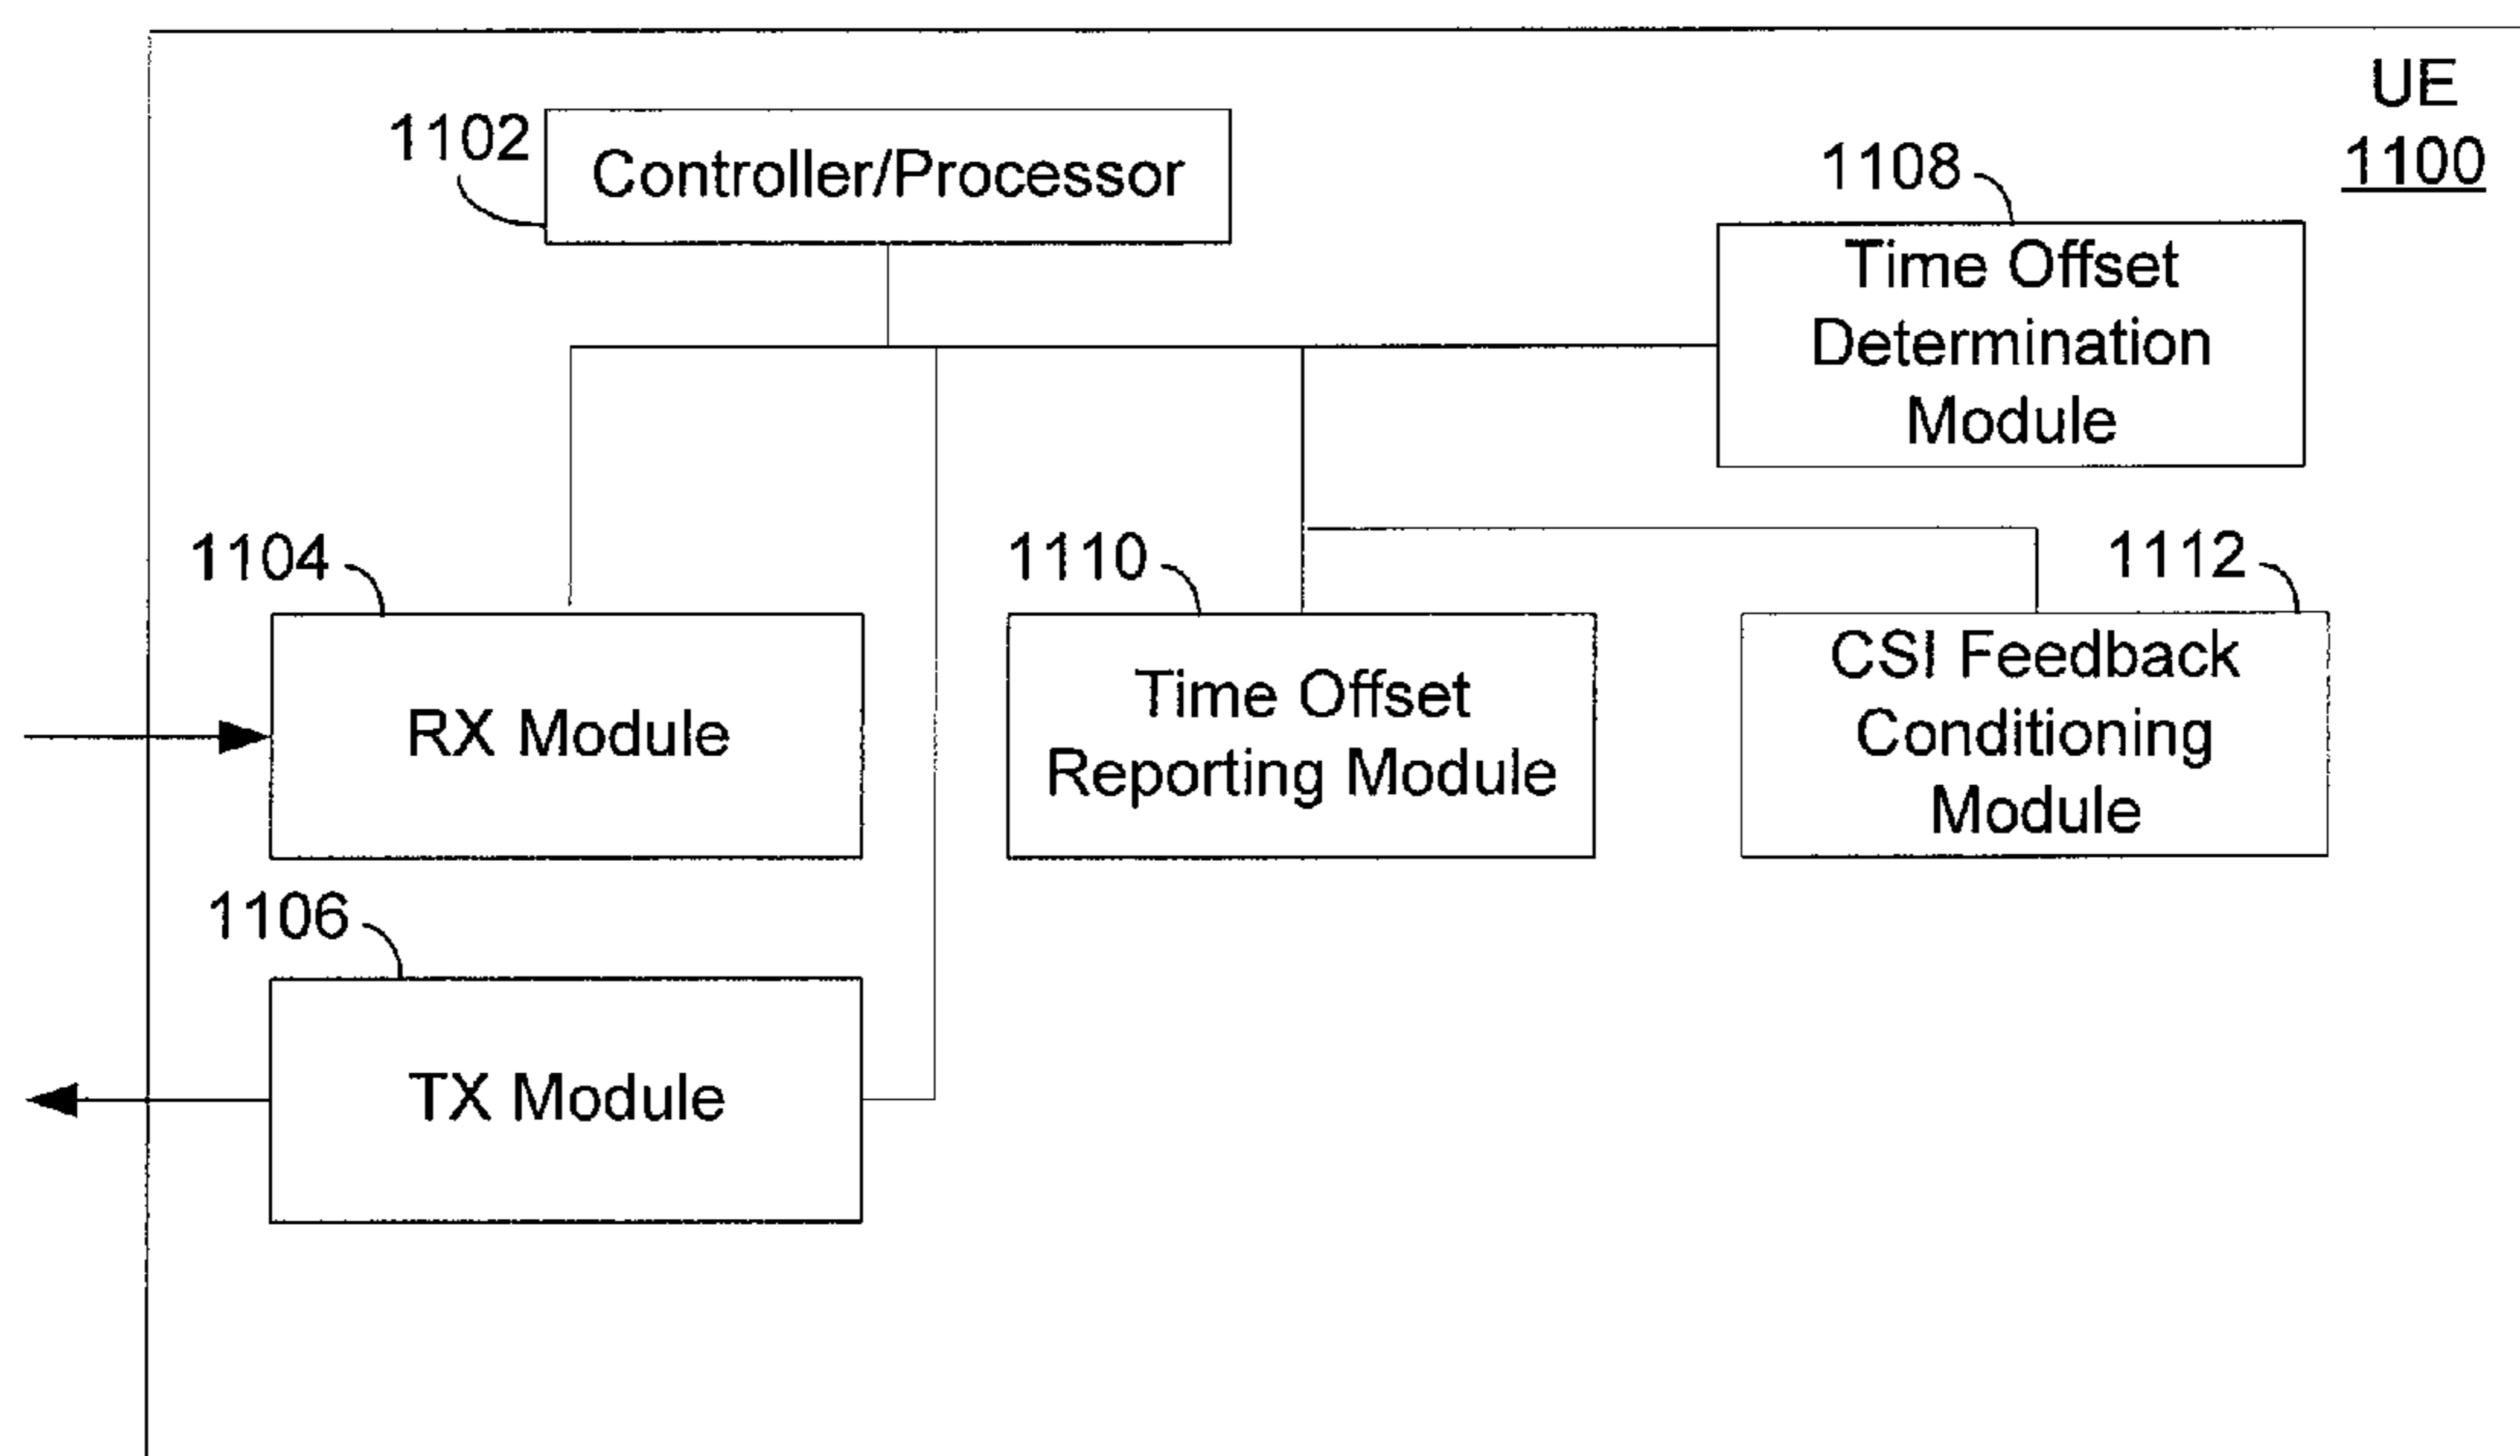 UE
1100
1102
Controller/Processor
1108
Time Offset
Determination
Module
1104
RX Module
1110
Time Offset
Reporting Module
1112
CSI Feedback
Conditioning
Module
1106
TX Module